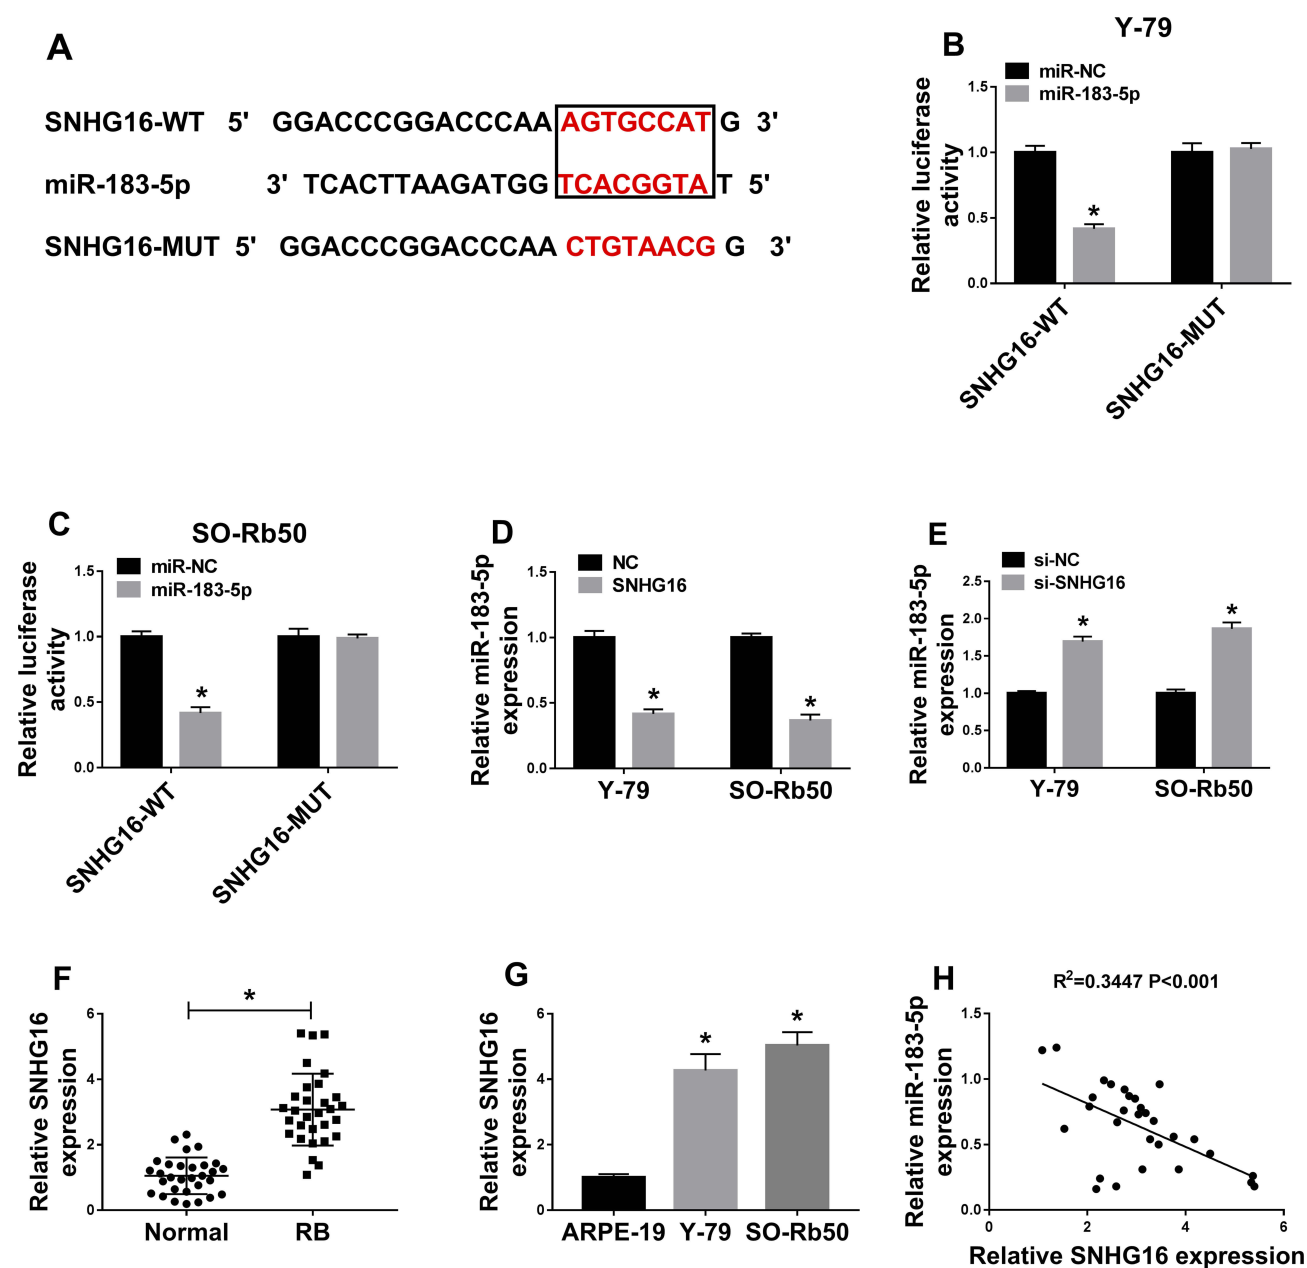 A
SNHG16-WT 5' GGACCCGGACCCAA AGTGCCAT G 3'
miR-183-5p 3' TCACTTAAGATGG TCACGGTA T 5'
SNHG16-MUT 5' GGACCCGGACCCAA CTGTAACG G 3'
B
Y-79
miR-NC
miR-183-5p
Relative luciferase
activity
1.5
1.0
0.5
0.0
*
SNHG16-WT
SNHG16-MUT
C
SO-Rb50
miR-NC
miR-183-5p
Relative luciferase
activity
1.5
1.0
0.5
0.0
*
SNHG16-WT
SNHG16-MUT
D
NC
SNHG16
Relative miR-183-5p
expression
1.5
1.0
0.5
0.0
*
*
Y-79
SO-Rb50
E
si-NC
si-SNHG16
Relative miR-183-5p
expression
2.5
2.0
1.5
1.0
0.5
0.0
*
*
Y-79
SO-Rb50
F
Relative SNHG16
expression
6
4
2
0
*
Normal
RB
G
Relative SNHG16
expression
6
4
2
0
*
*
ARPE-19
Y-79
SO-Rb50
H
R²=0.3447 P<0.001
Relative miR-183-5p
expression
1.5
1.0
0.5
0.0
0
2
4
6
Relative SNHG16 expression